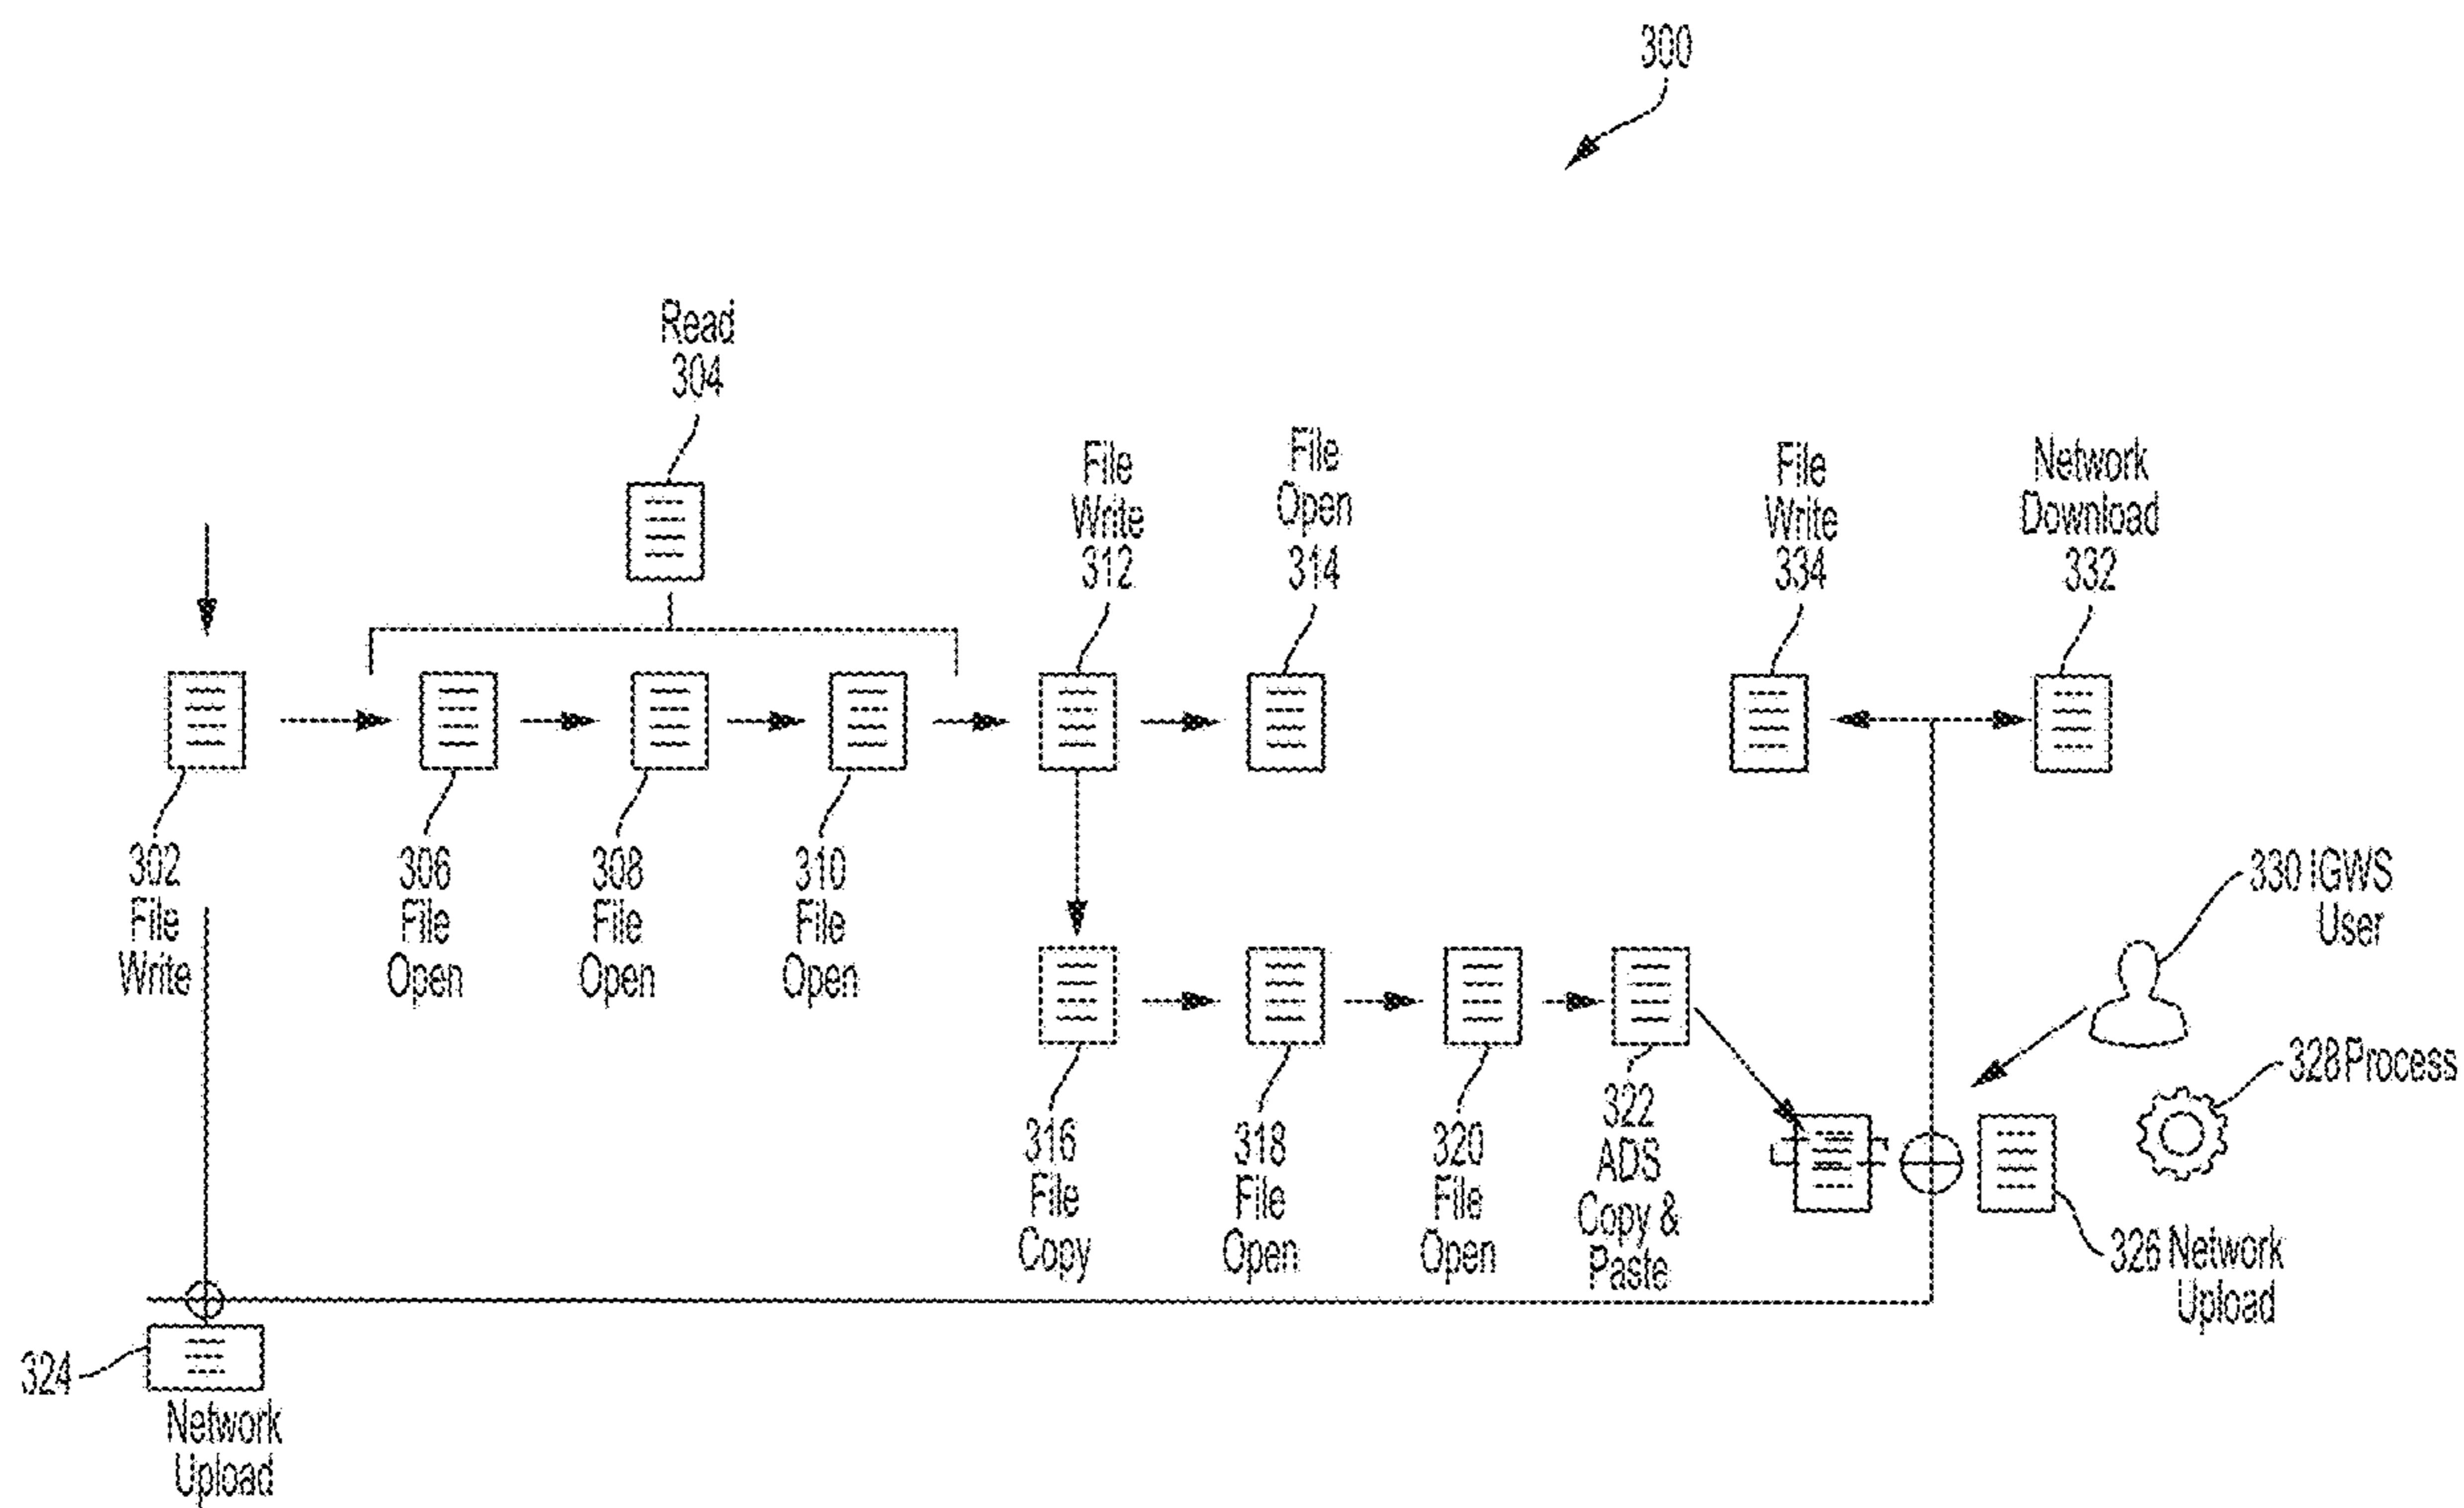 300
Read
304
File
Write
312
File
Open
314
File
Write
334
Network
Download
332
302
File
Write
306
File
Open
308
File
Open
310
File
Open
330 IGWS
User
328 Process
316
File
Copy
318
File
Open
320
File
Open
322
ADS
Copy &
Paste
326 Network
Upload
324
Network
Upload